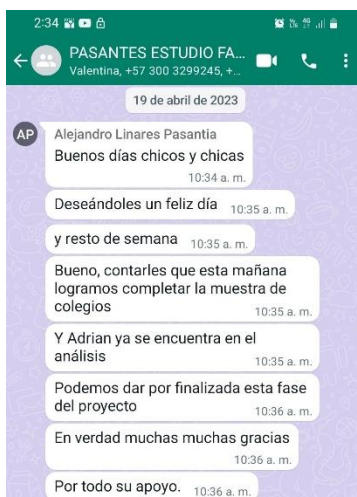 2:34
PASANTES ESTUDIO FA...
Valentina, +57 300 3299245, +...
19 de abril de 2023
AP
Alejandro Linares Pasantia
Buenos días chicos y chicas
10:34 a. m.
Deseándoles un feliz día 10:35 a. m.
y resto de semana 10:35 a. m.
Bueno, contarles que esta mañana
logramos completar la muestra de
colegios 10:35 a. m.
Y Adrian ya se encuentra en el
análisis 10:35 a. m.
Podemos dar por finalizada esta fase
del proyecto 10:36 a. m.
En verdad muchas muchas gracias
10:36 a. m.
Por todo su apoyo. 10:36 a. m.